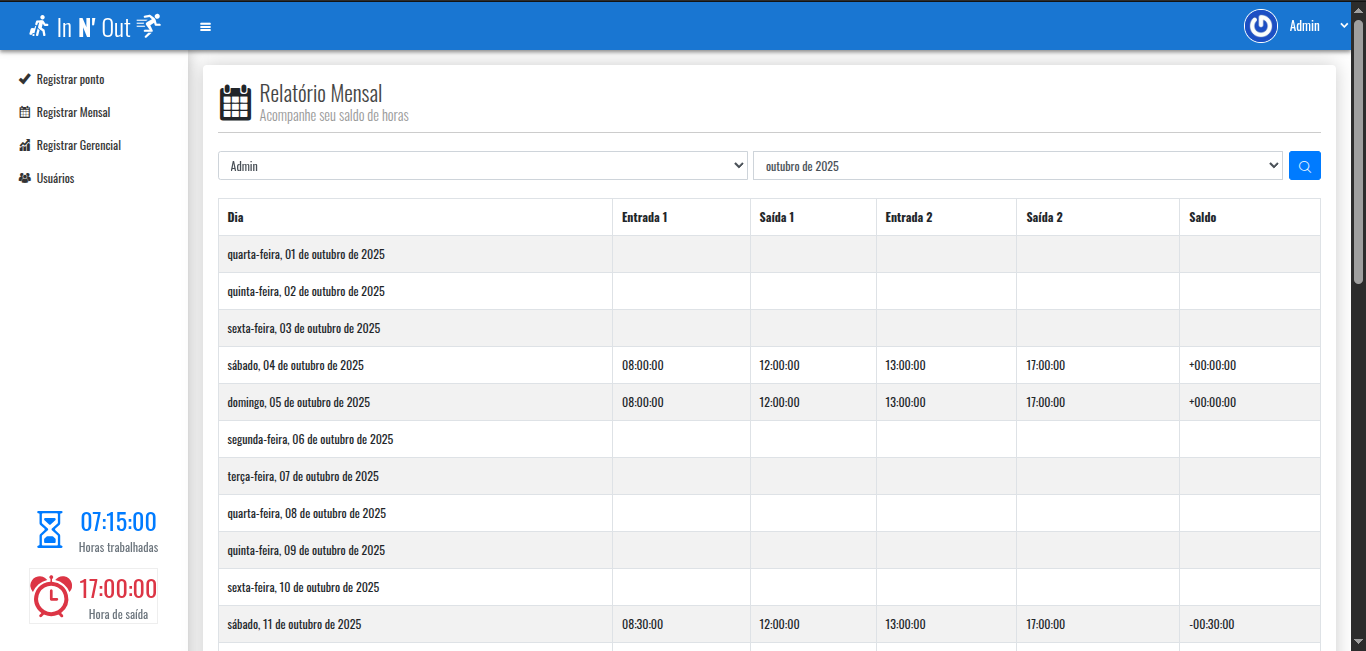 In N' Out
Admin
Registrar ponto
Registrar Mensal
Registrar Gerencial
Usuários
07:15:00
Horas trabalhadas
17:00:00
Hora de saída
Relatório Mensal
Acompanhe seu saldo de horas
Admin
outubro de 2025
Dia Entrada 1 Saída 1 Entrada 2 Saída 2 Saldo
quarta-feira, 01 de outubro de 2025
quinta-feira, 02 de outubro de 2025
sexta-feira, 03 de outubro de 2025
sábado, 04 de outubro de 2025 08:00:00 12:00:00 13:00:00 17:00:00 +00:00:00
domingo, 05 de outubro de 2025 08:00:00 12:00:00 13:00:00 17:00:00 +00:00:00
segunda-feira, 06 de outubro de 2025
terça-feira, 07 de outubro de 2025
quarta-feira, 08 de outubro de 2025
quinta-feira, 09 de outubro de 2025
sexta-feira, 10 de outubro de 2025
sábado, 11 de outubro de 2025 08:30:00 12:00:00 13:00:00 17:00:00 -00:30:00